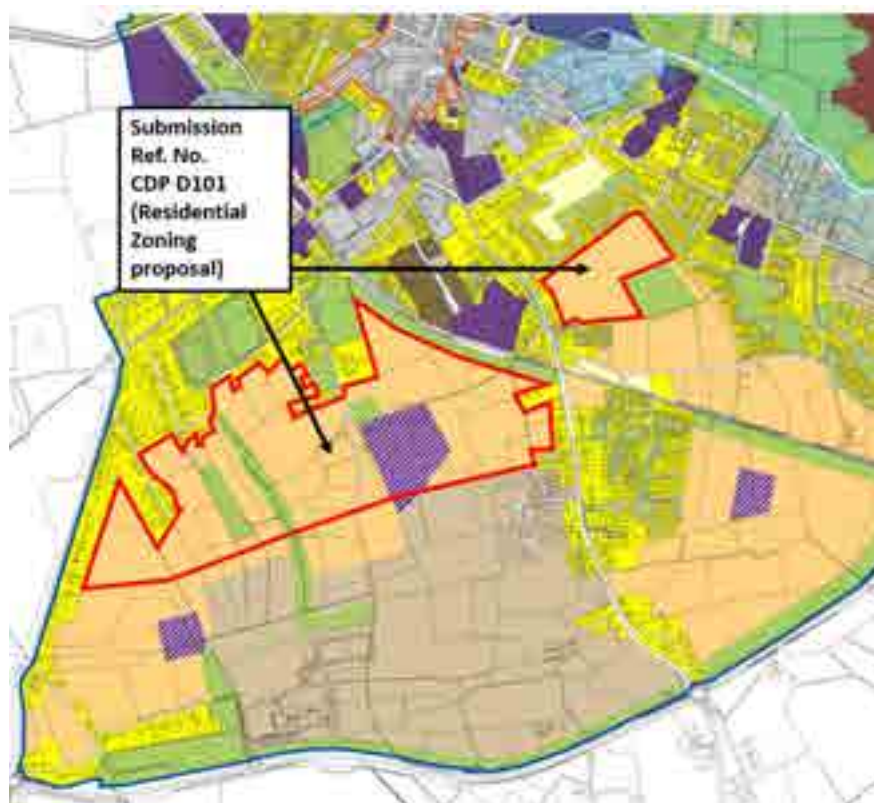 Submission
Ref. No.
CDP D101
(Residential
Zoning
proposal)